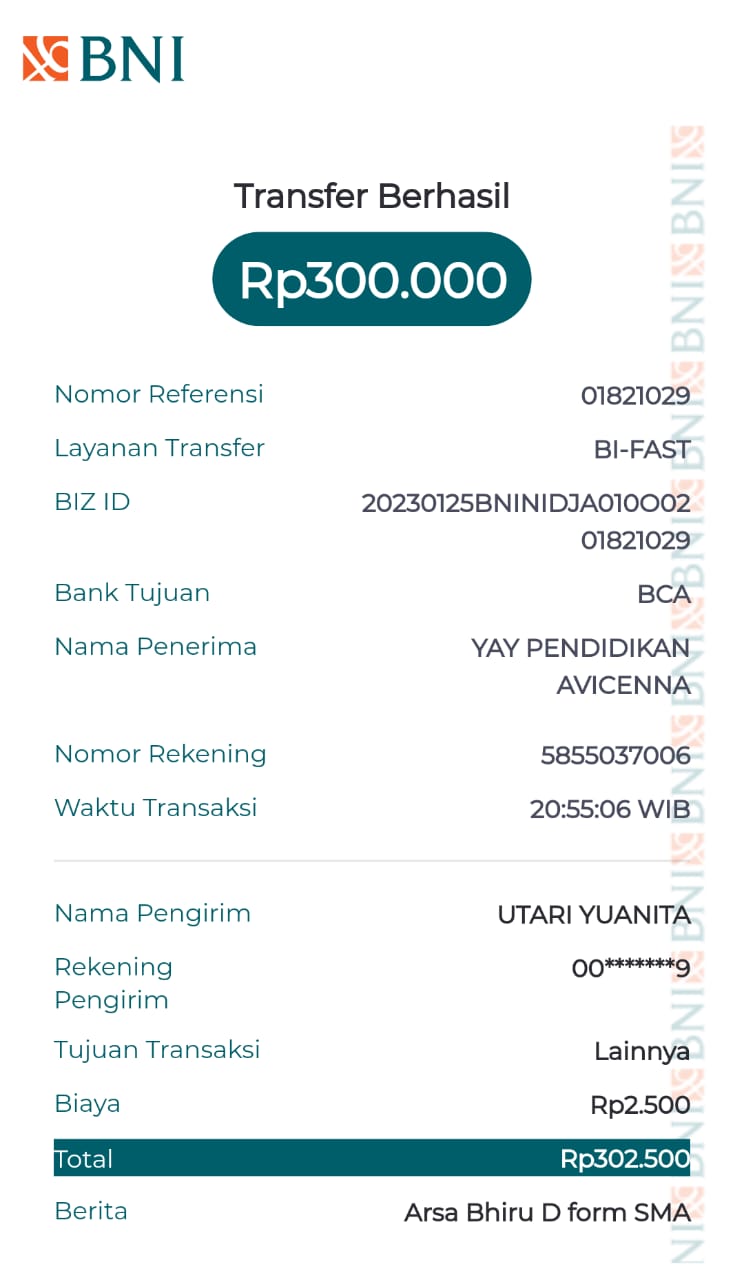 BNI
Transfer Berhasil
Rp300.000
Nomor Referensi 01821029
Layanan Transfer BI-FAST
BIZ ID 20230125BNINIDJA010O02
01821029
Bank Tujuan BCA
Nama Penerima YAY PENDIDIKAN
AVICENNA
Nomor Rekening 5855037006
Waktu Transaksi 20:55:06 WIB
Nama Pengirim UTARI YUANITA
Rekening 00*******9
Pengirim
Tujuan Transaksi Lainnya
Biaya Rp2.500
Total Rp302.500
Berita Arsa Bhiru D form SMA
BNI BNI BNI BNI BNI BNI BNI BNI BNI BNI